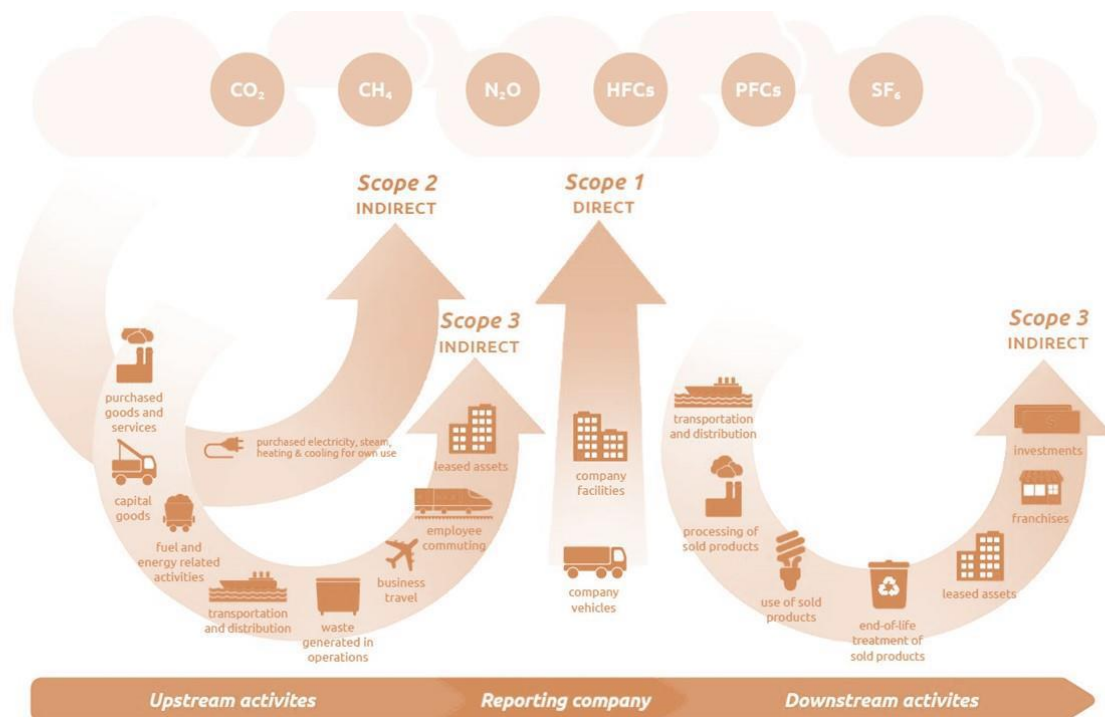 CO₂
CH₄
N₂O
HFCs
PFCs
SF₆
Scope 2
INDIRECT
Scope 1
DIRECT
Scope 3
INDIRECT
Scope 3
INDIRECT
purchased
goods and
services
capital
goods
fuel and
energy related
activities
purchased electricity, steam,
heating & cooling for own use
transportation
and distribution
waste
generated in
operations
business
travel
employee
commuting
leased assets
company
facilities
company
vehicles
transportation
and distribution
processing of
sold products
use of sold
products
end-of-life
treatment of
sold products
leased assets
franchises
investments
Upstream activites
Reporting company
Downstream activites